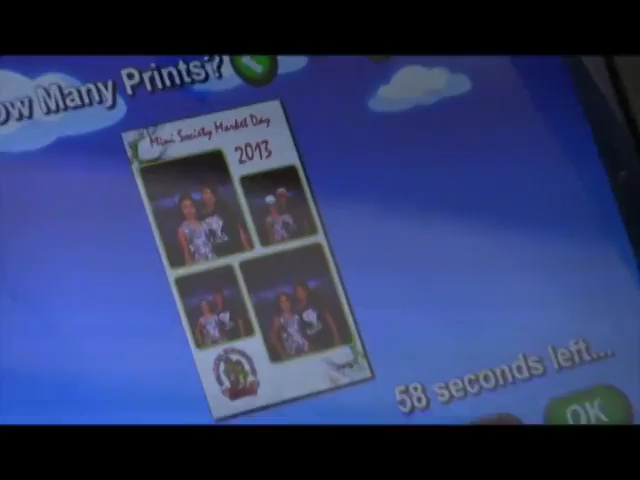 ow Many Prints?
Mini Society Market Day
2013
58 seconds left...
OK